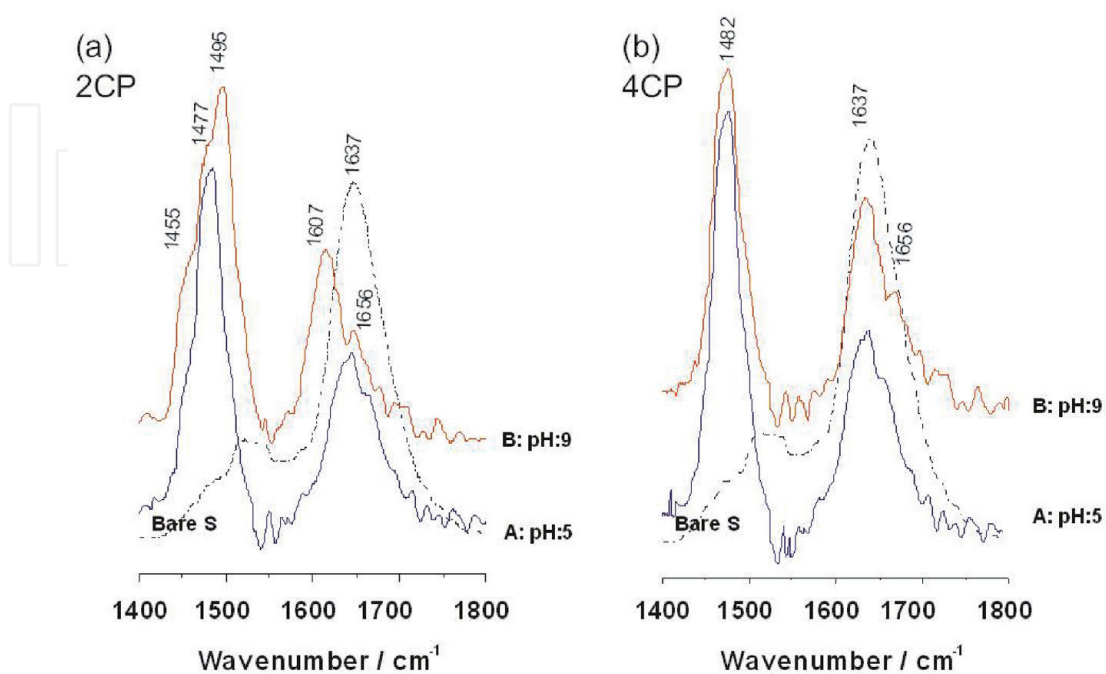 (a)
2CP
1495
1477
1455
1637
1607
1656
B: pH:9
Bare S
A: pH:5
1400 1500 1600 1700 1800
Wavenumber / cm-1
(b)
4CP
1482
1637
1656
B: pH:9
Bare S
A: pH:5
1400 1500 1600 1700 1800
Wavenumber / cm-1